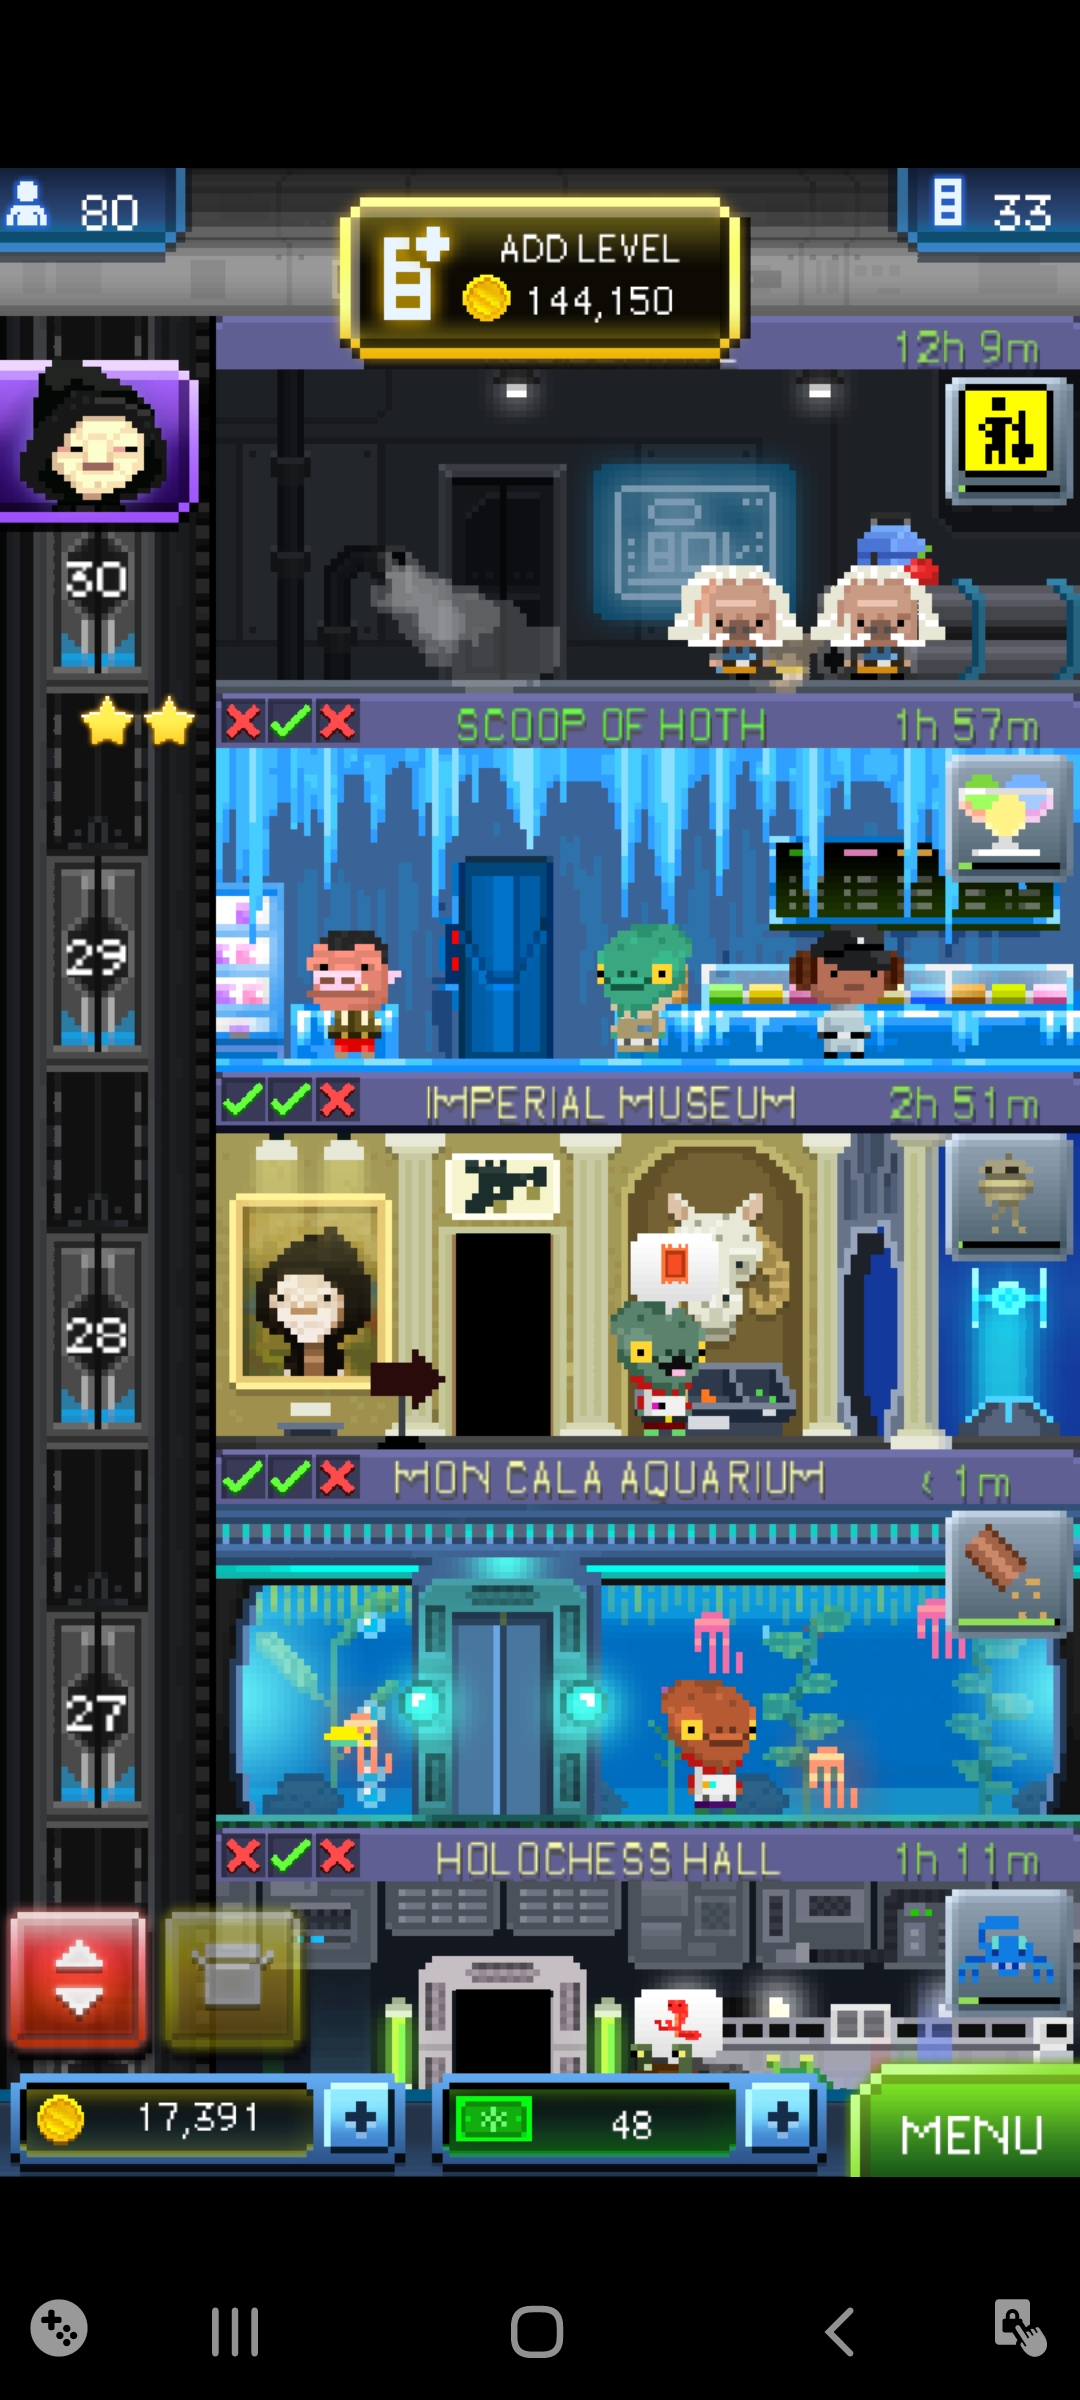 80
33
ADD LEVEL
144,150
12h 9m
30
SCOOP OF HOTH
1h 57m
29
IMPERIAL MUSEUM
2h 51m
28
MON CALA AQUARIUM
< 1m
27
HOLOCHESS HALL
1h 11m
17,391
48
MENU